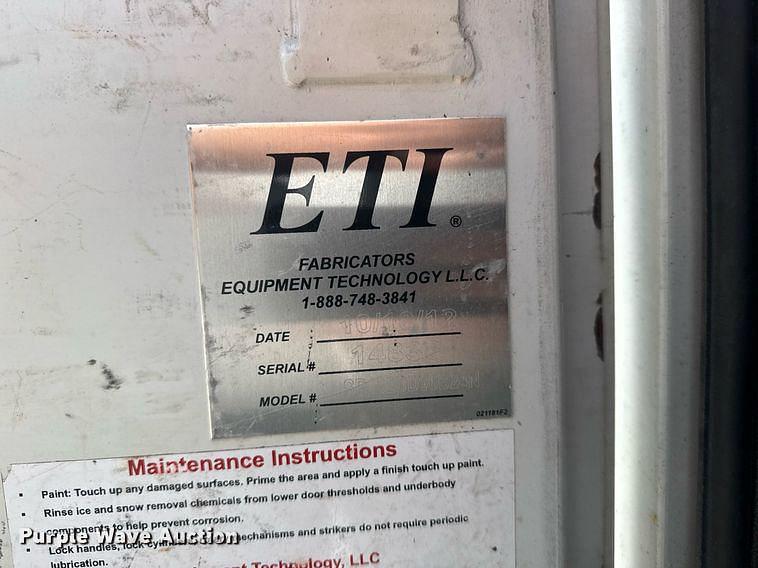 ETI®
FABRICATORS
EQUIPMENT TECHNOLOGY L.L.C.
1-888-748-3841
DATE
SERIAL #
MODEL #
021181F2
Maintenance Instructions
• Paint: Touch up any damaged surfaces. Prime the area and apply a finish touch up paint.
• Rinse ice and snow removal chemicals from lower door thresholds and underbody
components to help prevent corrosion.
• Lock handles, lock mechanisms and strikers do not require periodic
lubrication.
Technology, LLC
Purple Wave Auction